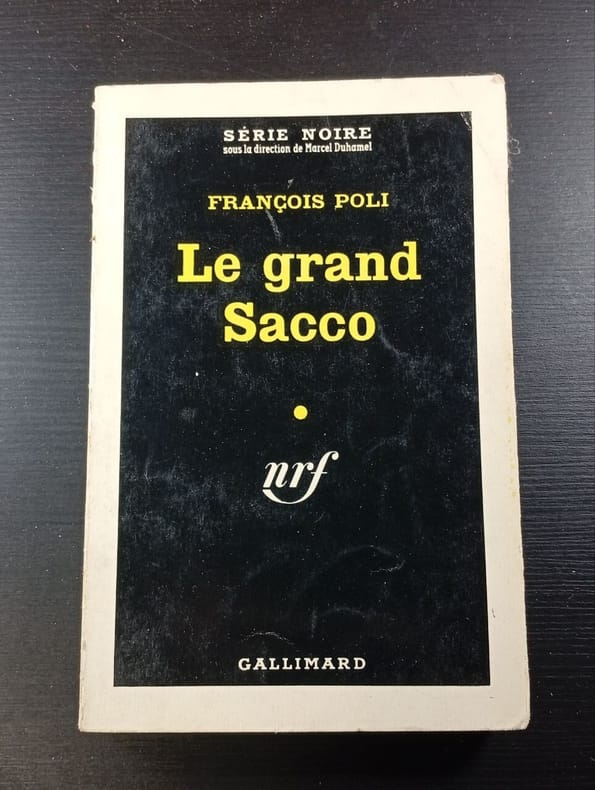 SÉRIE NOIRE
sous la direction de Marcel Duhamel
FRANÇOIS POLI
Le grand
Sacco
nrf
GALLIMARD